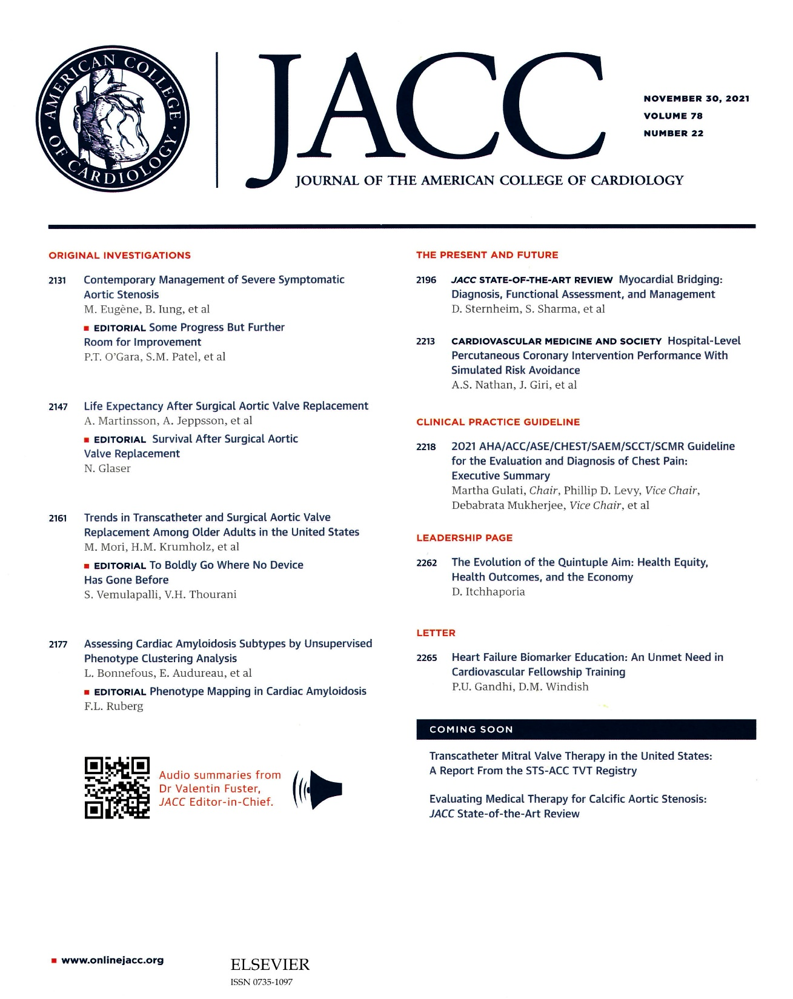 AMERICAN COLLEGE
OF CARDIOLOGY
JACC
JOURNAL OF THE AMERICAN COLLEGE OF CARDIOLOGY
NOVEMBER 30, 2021
VOLUME 78
NUMBER 22
ORIGINAL INVESTIGATIONS
2131 Contemporary Management of Severe Symptomatic
Aortic Stenosis
M. Eugène, B. Iung, et al
■ EDITORIAL Some Progress But Further
Room for Improvement
P.T. O'Gara, S.M. Patel, et al
2147 Life Expectancy After Surgical Aortic Valve Replacement
A. Martinsson, A. Jeppsson, et al
■ EDITORIAL Survival After Surgical Aortic
Valve Replacement
N. Glaser
2161 Trends in Transcatheter and Surgical Aortic Valve
Replacement Among Older Adults in the United States
M. Mori, H.M. Krumholz, et al
■ EDITORIAL To Boldly Go Where No Device
Has Gone Before
S. Vemulapalli, V.H. Thourani
2177 Assessing Cardiac Amyloidosis Subtypes by Unsupervised
Phenotype Clustering Analysis
L. Bonnefous, E. Audureau, et al
■ EDITORIAL Phenotype Mapping in Cardiac Amyloidosis
F.L. Ruberg
Audio summaries from
Dr Valentin Fuster,
JACC Editor-in-Chief.
THE PRESENT AND FUTURE
2196 JACC STATE-OF-THE-ART REVIEW Myocardial Bridging:
Diagnosis, Functional Assessment, and Management
D. Sternheim, S. Sharma, et al
2213 CARDIOVASCULAR MEDICINE AND SOCIETY Hospital-Level
Percutaneous Coronary Intervention Performance With
Simulated Risk Avoidance
A.S. Nathan, J. Giri, et al
CLINICAL PRACTICE GUIDELINE
2218 2021 AHA/ACC/ASE/CHEST/SAEM/SCCT/SCMR Guideline
for the Evaluation and Diagnosis of Chest Pain:
Executive Summary
Martha Gulati, Chair, Phillip D. Levy, Vice Chair,
Debabrata Mukherjee, Vice Chair, et al
LEADERSHIP PAGE
2262 The Evolution of the Quintuple Aim: Health Equity,
Health Outcomes, and the Economy
D. Itchhaporia
LETTER
2265 Heart Failure Biomarker Education: An Unmet Need in
Cardiovascular Fellowship Training
P.U. Gandhi, D.M. Windish
COMING SOON
Transcatheter Mitral Valve Therapy in the United States:
A Report From the STS-ACC TVT Registry
Evaluating Medical Therapy for Calcific Aortic Stenosis:
JACC State-of-the-Art Review
■ www.onlinejacc.org
ELSEVIER
ISSN 0735-1097